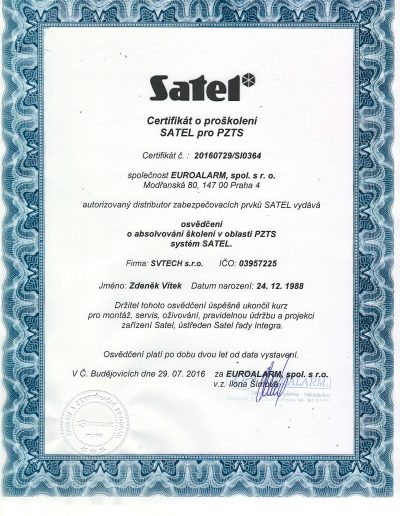 Satel
Certifikát o proškolení
SATEL pro PZTS
Certifikát č. : 20160729/SI0364
společnost EUROALARM, spol. s r. o.
Modřanská 80, 147 00 Praha 4
autorizovaný distributor zabezpečovacích prvků SATEL vydává
osvědčení
o absolvování školení v oblasti PZTS
systém SATEL.
Firma: SVTECH s.r.o. IČO: 03957225
Jméno: Zdeněk Vítek Datum narození: 24. 12. 1988
Držitel tohoto osvědčení úspěšně ukončil kurz
pro montáž, servis, oživování, pravidelnou údržbu a projekci
zařízení Satel, ústředen Satel řady Integra.
Osvědčení platí po dobu dvou let od data vystavení.
V Č. Budějovicích dne 29. 07. 2016 za EUROALARM, spol. s r.o.
v.z. Ilona Šímová